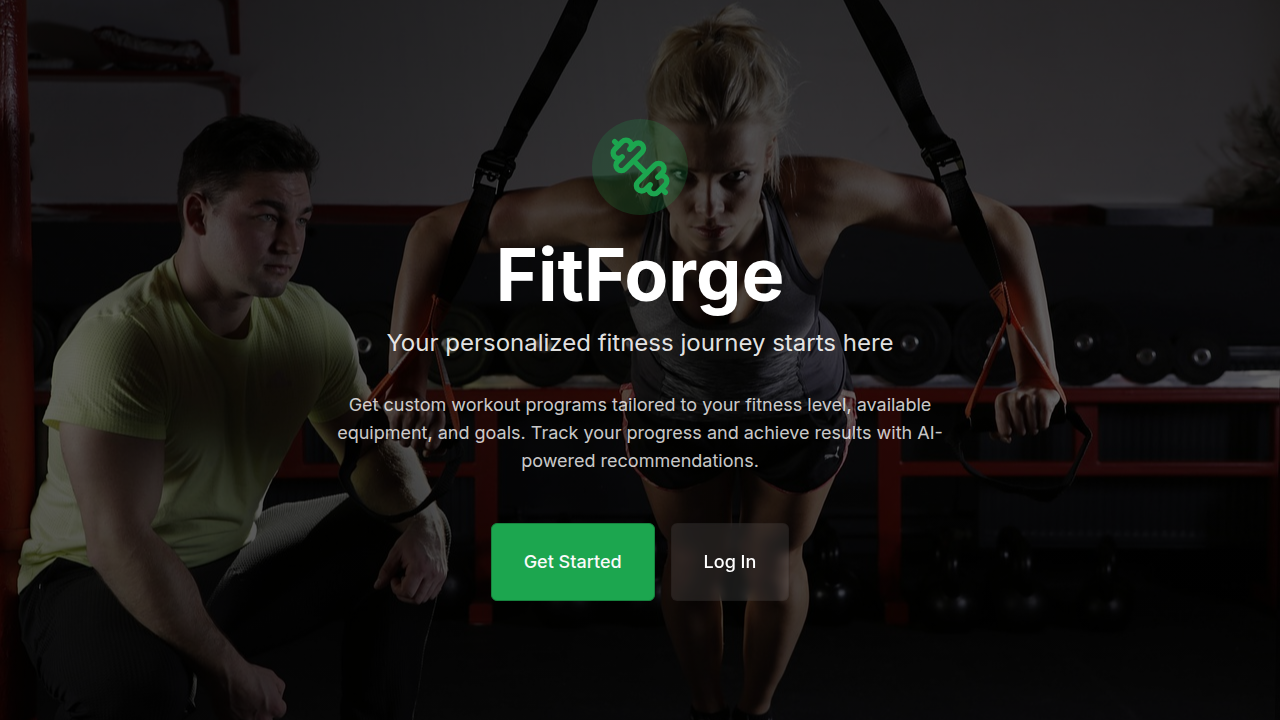 FitForge
Your personalized fitness journey starts here
Get custom workout programs tailored to your fitness level, available
equipment, and goals. Track your progress and achieve results with AI-
powered recommendations.
Get Started
Log In